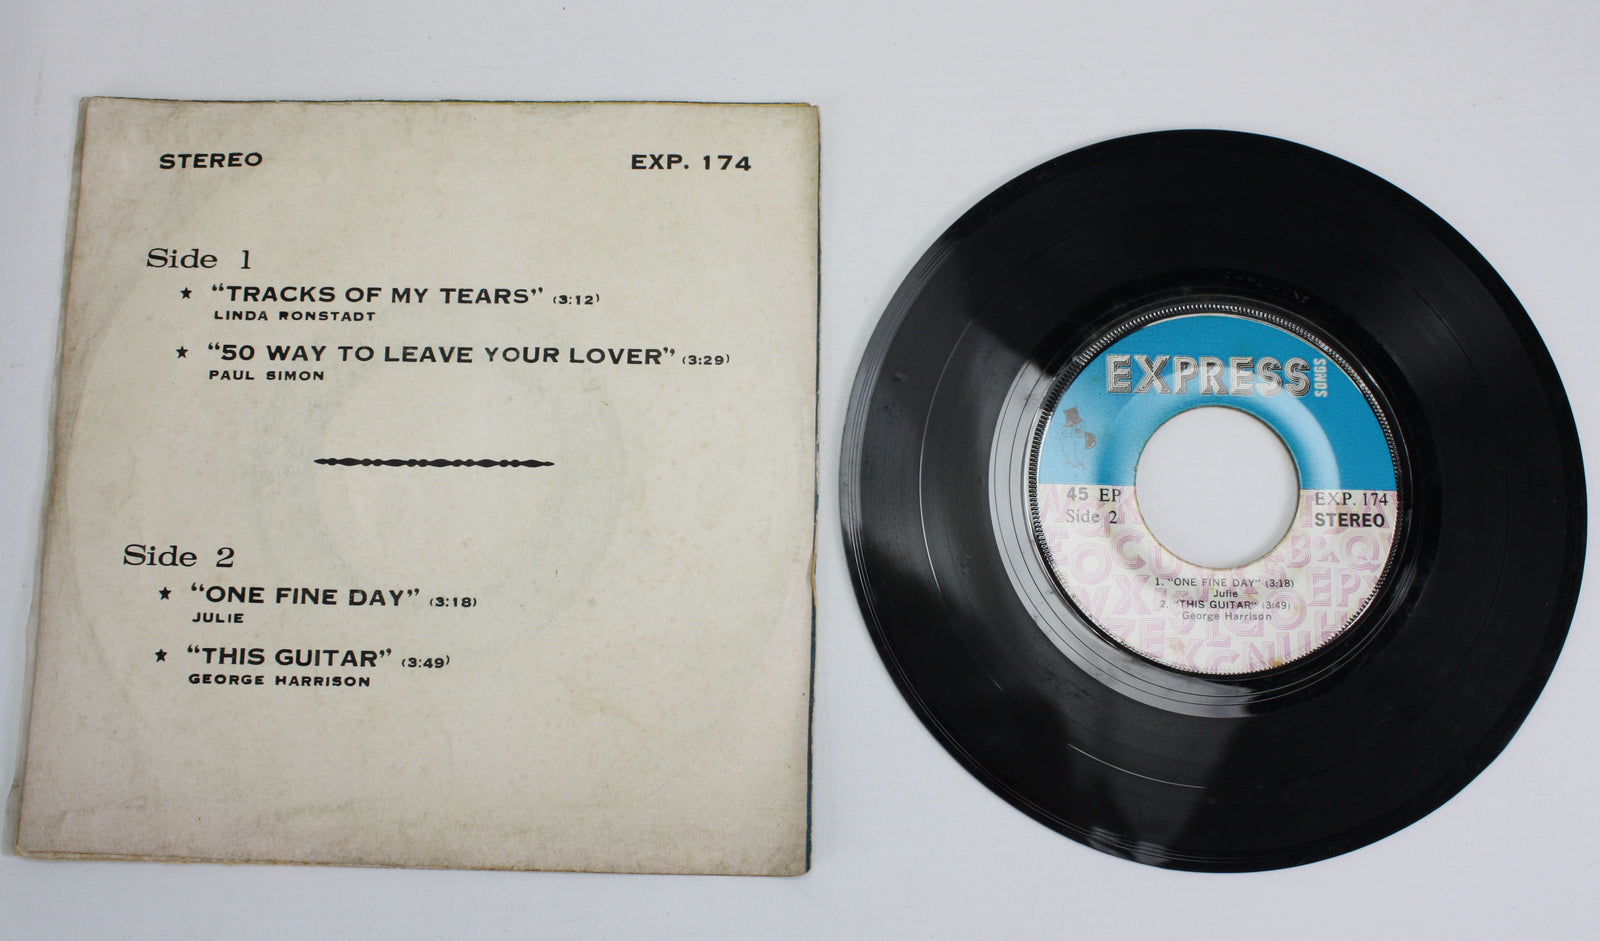 STEREO EXP. 174
Side 1
★ "TRACKS OF MY TEARS" (3:12)
LINDA RONSTADT
★ "50 WAY TO LEAVE YOUR LOVER" (3:29)
PAUL SIMON
Side 2
★ "ONE FINE DAY" (3:18)
JULIE
★ "THIS GUITAR" (3:49)
GEORGE HARRISON
EXPRESS SONGS
45 EP EXP. 174
Side 2 STEREO
1. "ONE FINE DAY" (3:18)
Julie
2. "THIS GUITAR" (3:49)
George Harrison